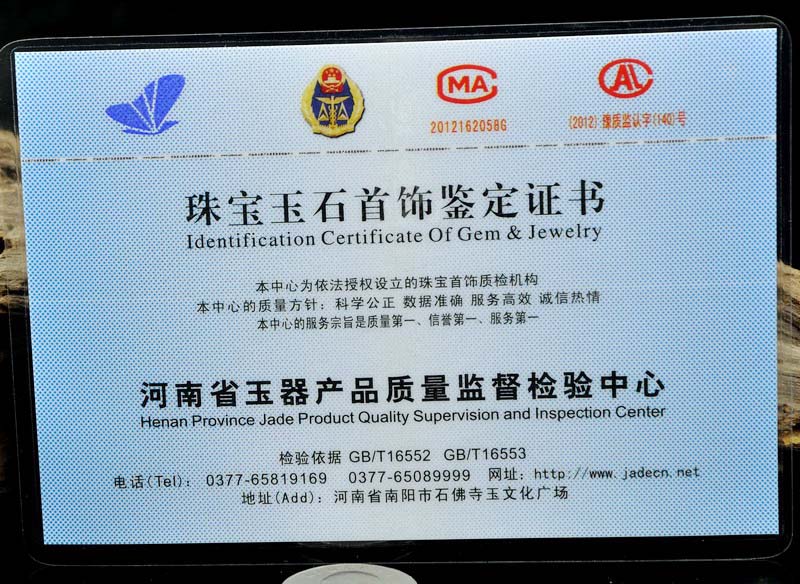 MA
2012162058G
AL
(2012) 豫质监认字(140)号
珠宝玉石首饰鉴定证书
Identification Certificate Of Gem & Jewelry
本中心为依法授权设立的珠宝首饰质检机构
本中心的质量方针：科学公正 数据准确 服务高效 诚信热情
本中心的服务宗旨是质量第一、信誉第一、服务第一
河南省玉器产品质量监督检验中心
Henan Province Jade Product Quality Supervision and Inspection Center
检验依据 GB/T16552 GB/T16553
电话(Tel)： 0377-65819169 0377-65089999 网址：http://www.jadecn.net
地址(Add)：河南省南阳市石佛寺玉文化广场